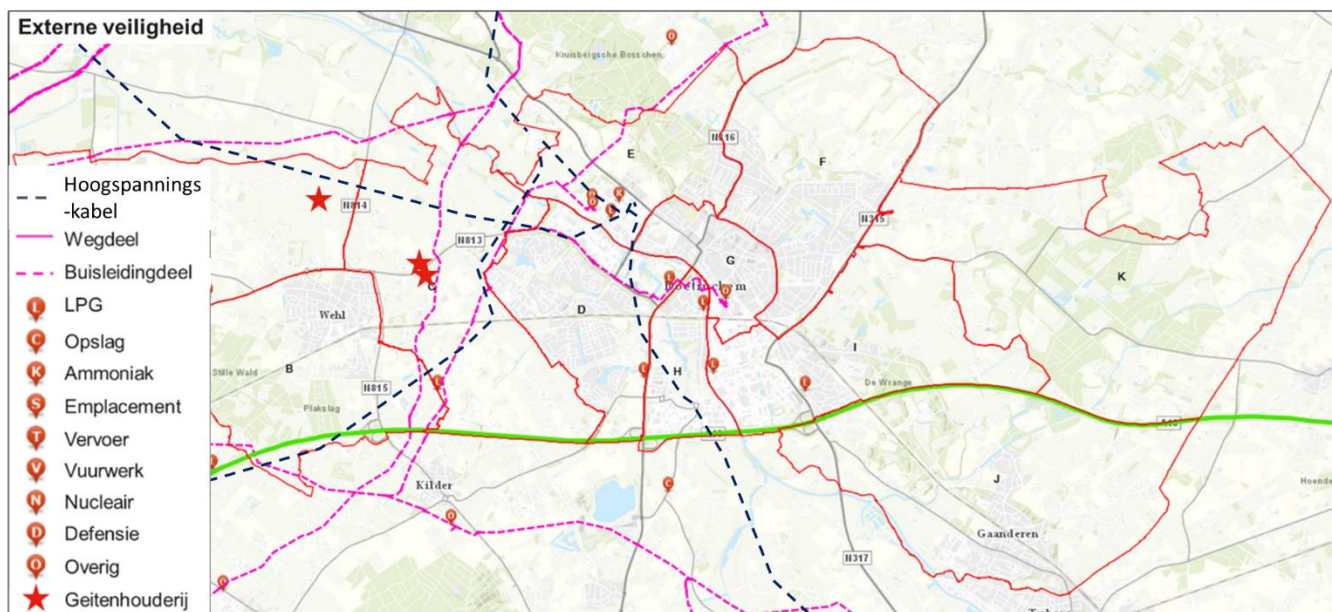 Externe veiligheid
Hoogspannings
-kabel
Wegdeel
Buisleidingdeel
L
LPG
C
Opslag
K
Ammoniak
S
Emplacement
T
Vervoer
V
Vuurwerk
N
Nucleair
D
Defensie
O
Overig
Geitenhouderij
O
Kruisbergsche Bosschen
N316
E
F
K
L
N814
N315
N813
G
L
O
K
L
Wehl
D
I
B
Stille Wald
L
H
L
De Wrange
N815
L
L
Plakslag
J
C
Kilder
Hoende
O
Gaanderen
N317
O